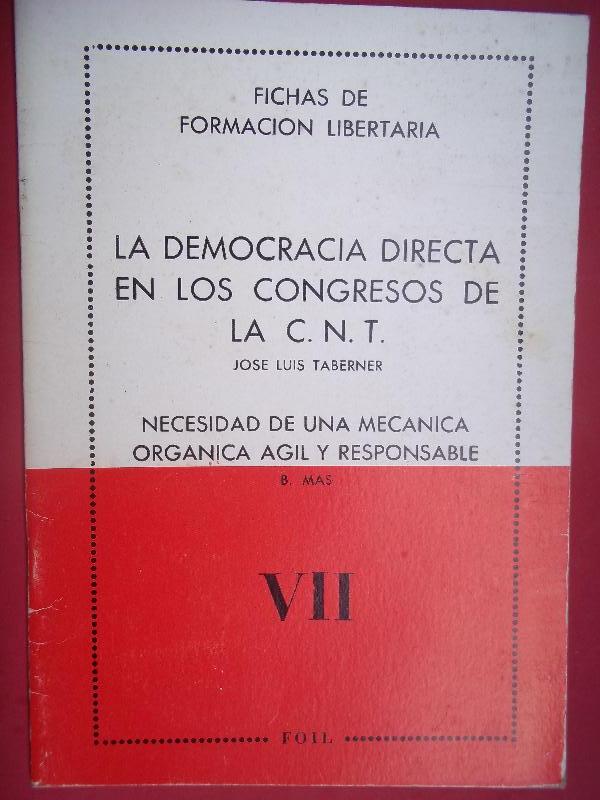 FICHAS DE
FORMACION LIBERTARIA
LA DEMOCRACIA DIRECTA
EN LOS CONGRESOS DE
LA C. N. T.
JOSE LUIS TABERNER
NECESIDAD DE UNA MECANICA
ORGANICA AGIL Y RESPONSABLE
B. MAS
VII
FOIL